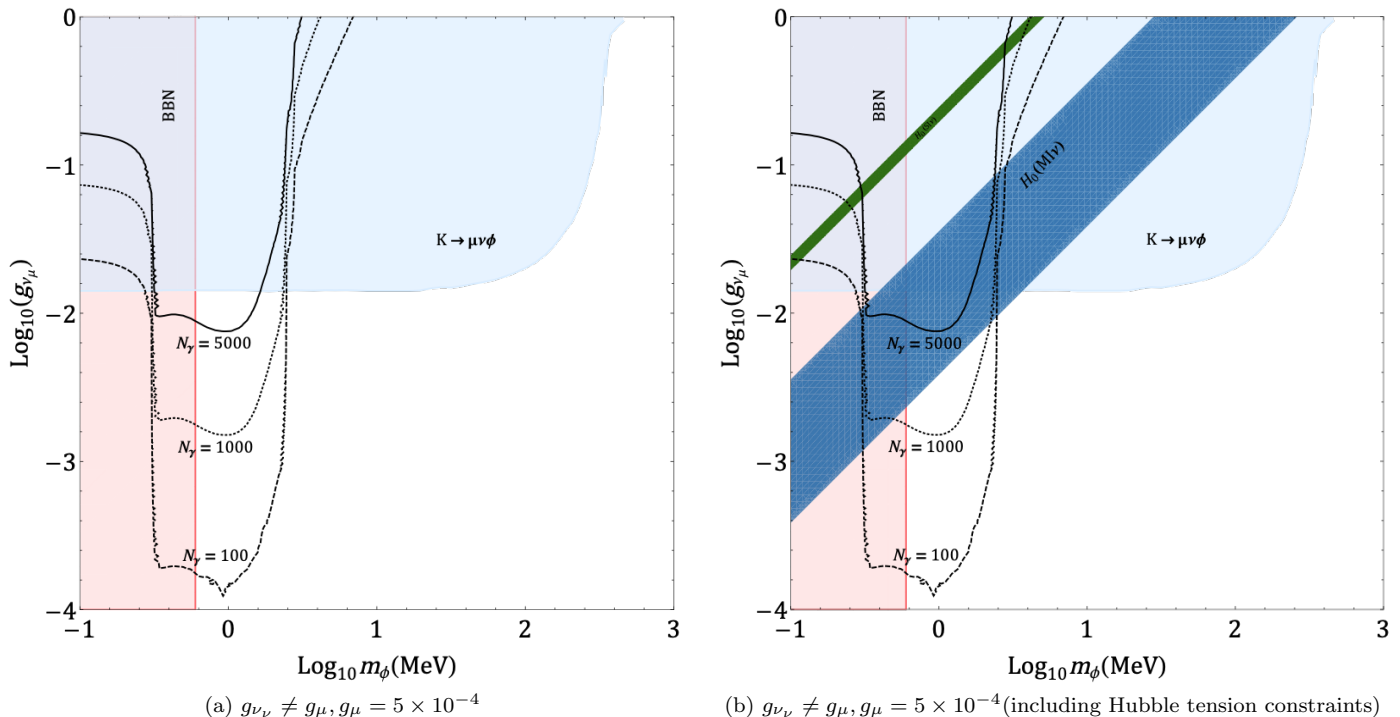 0
−1
−2
−3
−4
Log₁₀(g_{ν_μ})
BBN
K → μνϕ
N_γ = 5000
N_γ = 1000
N_γ = 100
−1 0 1 2 3
Log₁₀ m_ϕ(MeV)
(a) g_{ν_ν} ≠ g_μ, g_μ = 5 × 10⁻⁴
0
−1
−2
−3
−4
Log₁₀(g_{ν_μ})
BBN
H₀(MIν)
K → μνϕ
N_γ = 5000
N_γ = 1000
N_γ = 100
−1 0 1 2 3
Log₁₀ m_ϕ(MeV)
(b) g_{ν_ν} ≠ g_μ, g_μ = 5 × 10⁻⁴(including Hubble tension constraints)